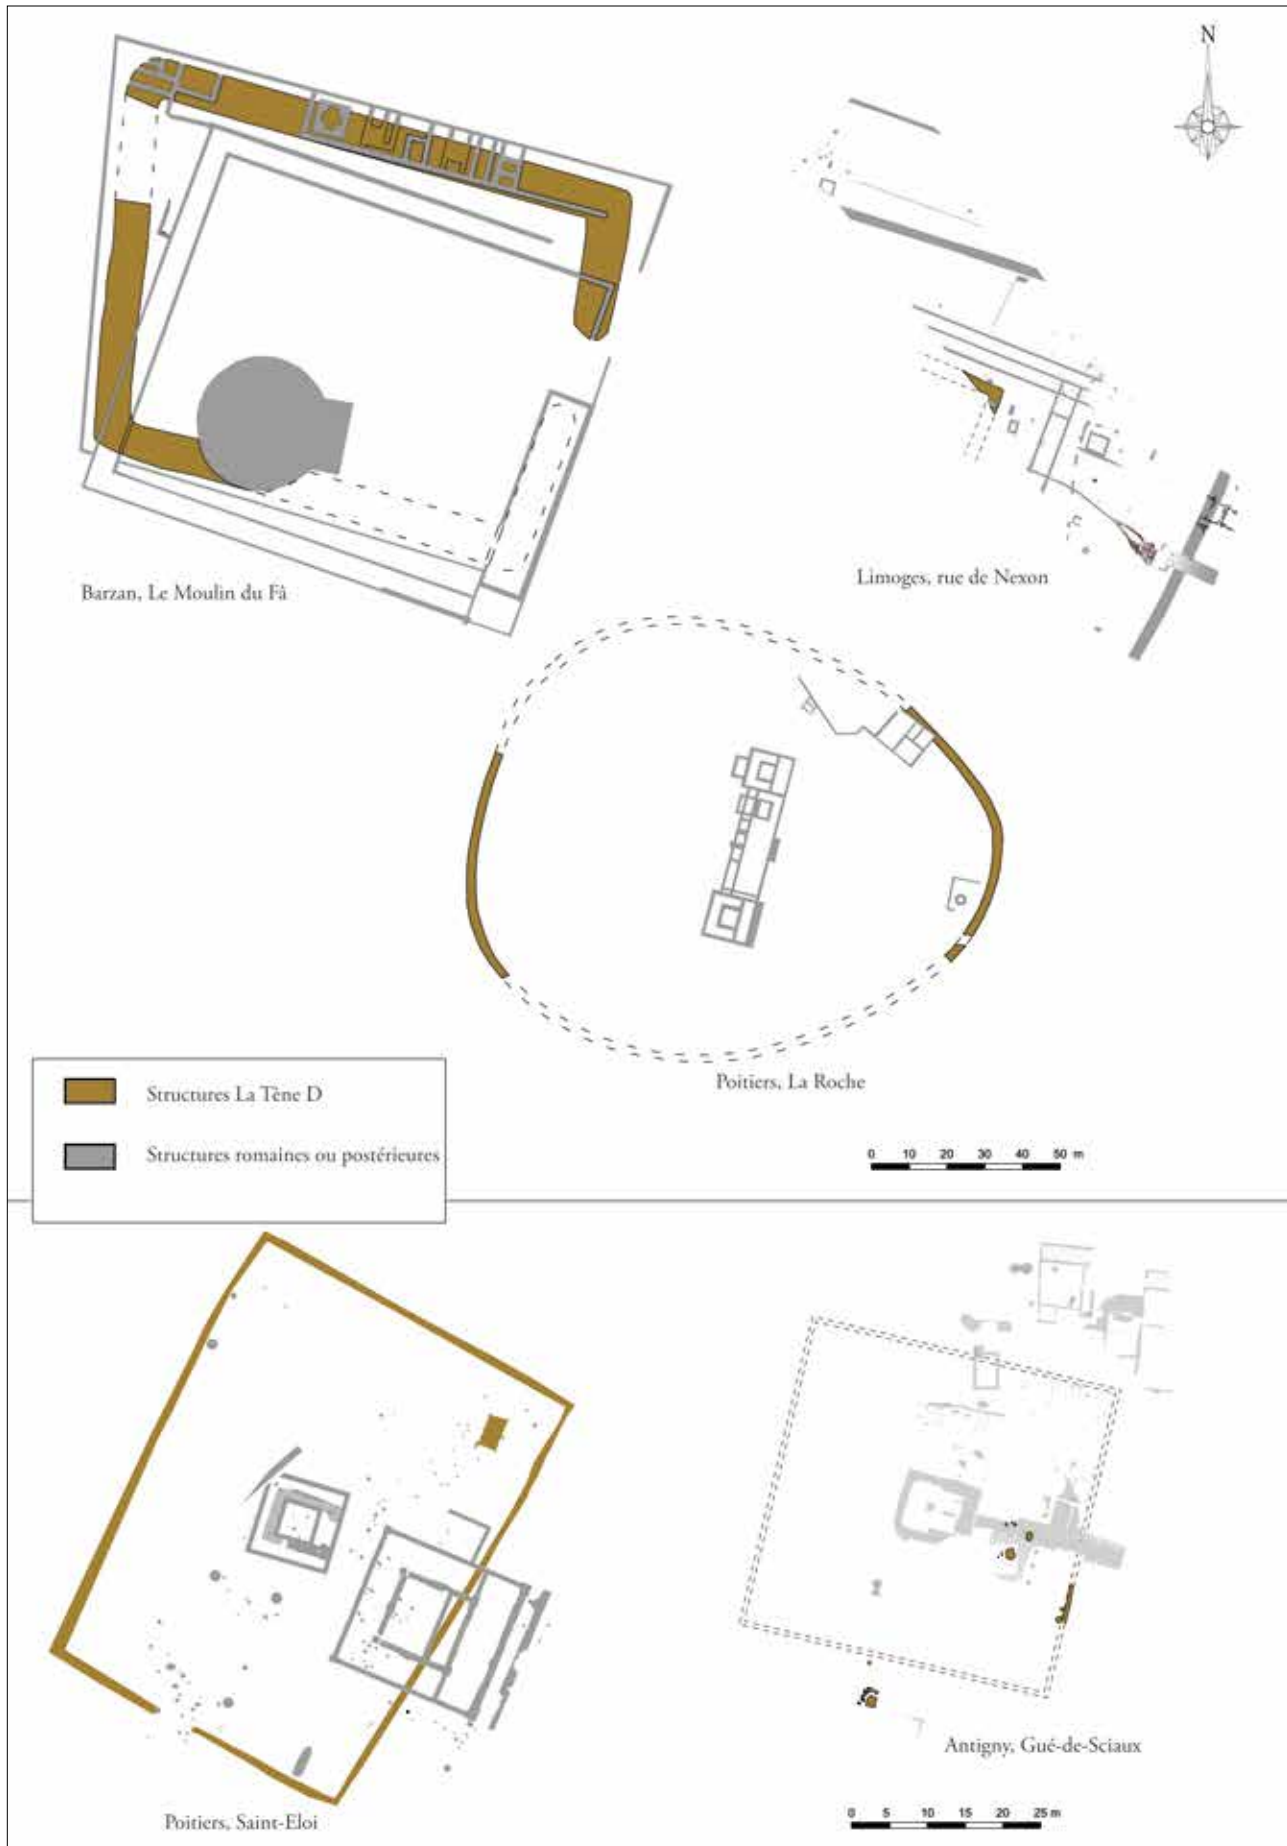 N
Barzan, Le Moulin du Fâ
Limoges, rue de Nexon
Poitiers, La Roche
Structures La Tène D
Structures romaines ou postérieures
0 10 20 30 40 50 m
Poitiers, Saint-Eloi
Antigny, Gué-de-Sciaux
0 5 10 15 20 25 m